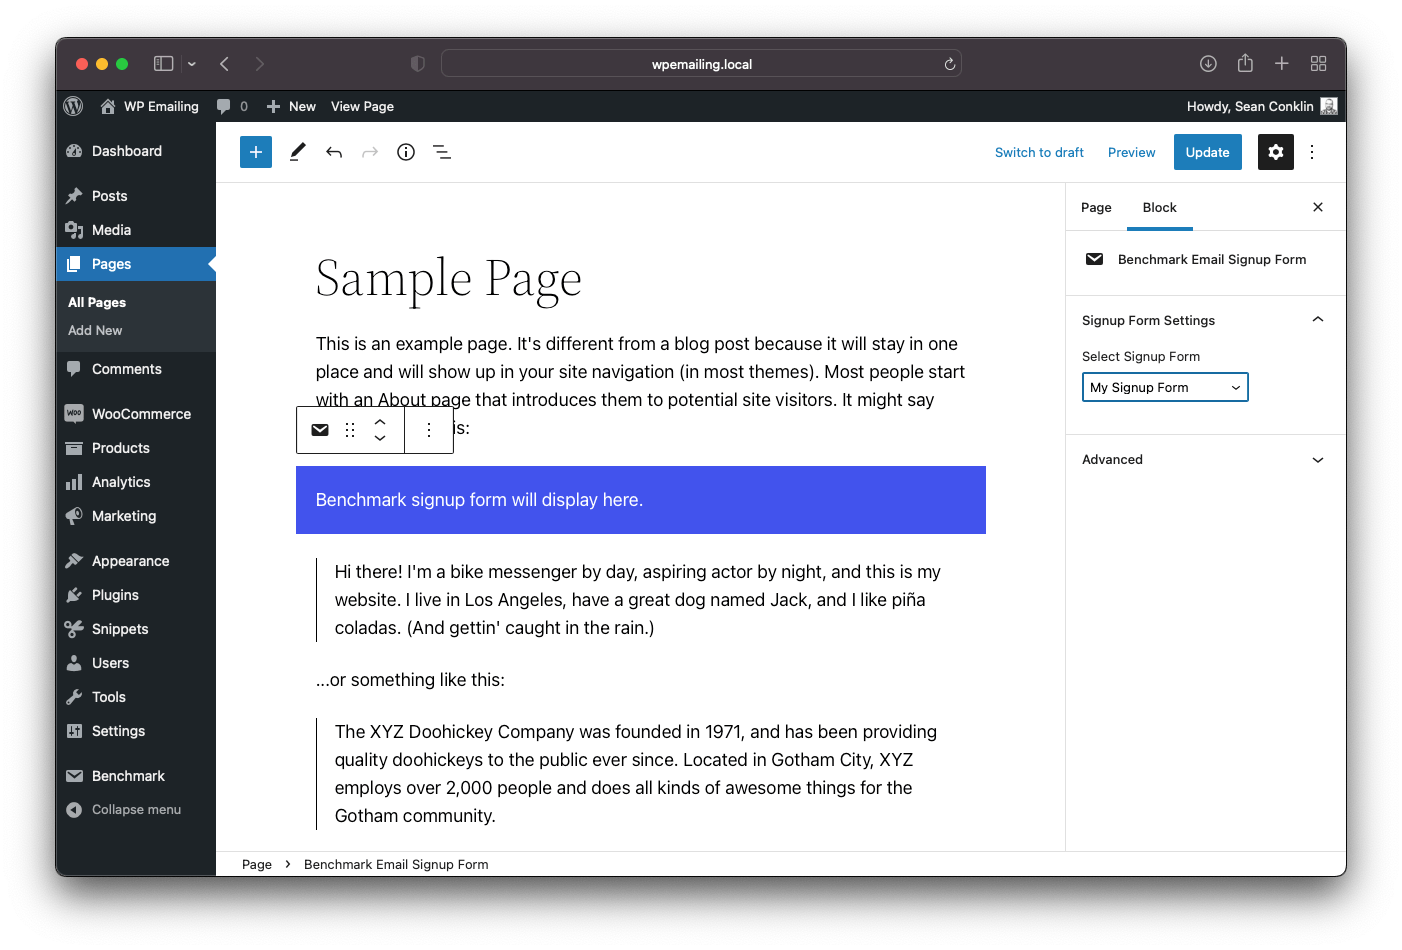 wpemailing.local
WP Emailing 0 New View Page Howdy, Sean Conklin
Dashboard
Posts
Media
Pages
All Pages
Add New
Comments
WOO WooCommerce
Products
Analytics
Marketing
Appearance
Plugins
Snippets
Users
Tools
Settings
Benchmark
Collapse menu
Switch to draft Preview Update
Sample Page
This is an example page. It's different from a blog post because it will stay in one
place and will show up in your site navigation (in most themes). Most people start
with an About page that introduces them to potential site visitors. It might say
is:
Benchmark signup form will display here.
Hi there! I'm a bike messenger by day, aspiring actor by night, and this is my
website. I live in Los Angeles, have a great dog named Jack, and I like piña
coladas. (And gettin' caught in the rain.)
...or something like this:
The XYZ Doohickey Company was founded in 1971, and has been providing
quality doohickeys to the public ever since. Located in Gotham City, XYZ
employs over 2,000 people and does all kinds of awesome things for the
Gotham community.
Page Block
Benchmark Email Signup Form
Signup Form Settings
Select Signup Form
My Signup Form
Advanced
Page Benchmark Email Signup Form